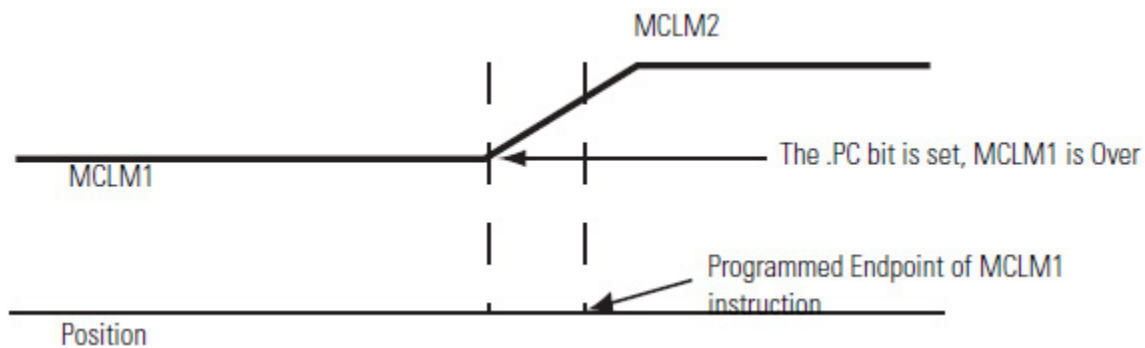 MCLM2
The .PC bit is set, MCLM1 is Over
MCLM1
Programmed Endpoint of MCLM1
instruction
Position